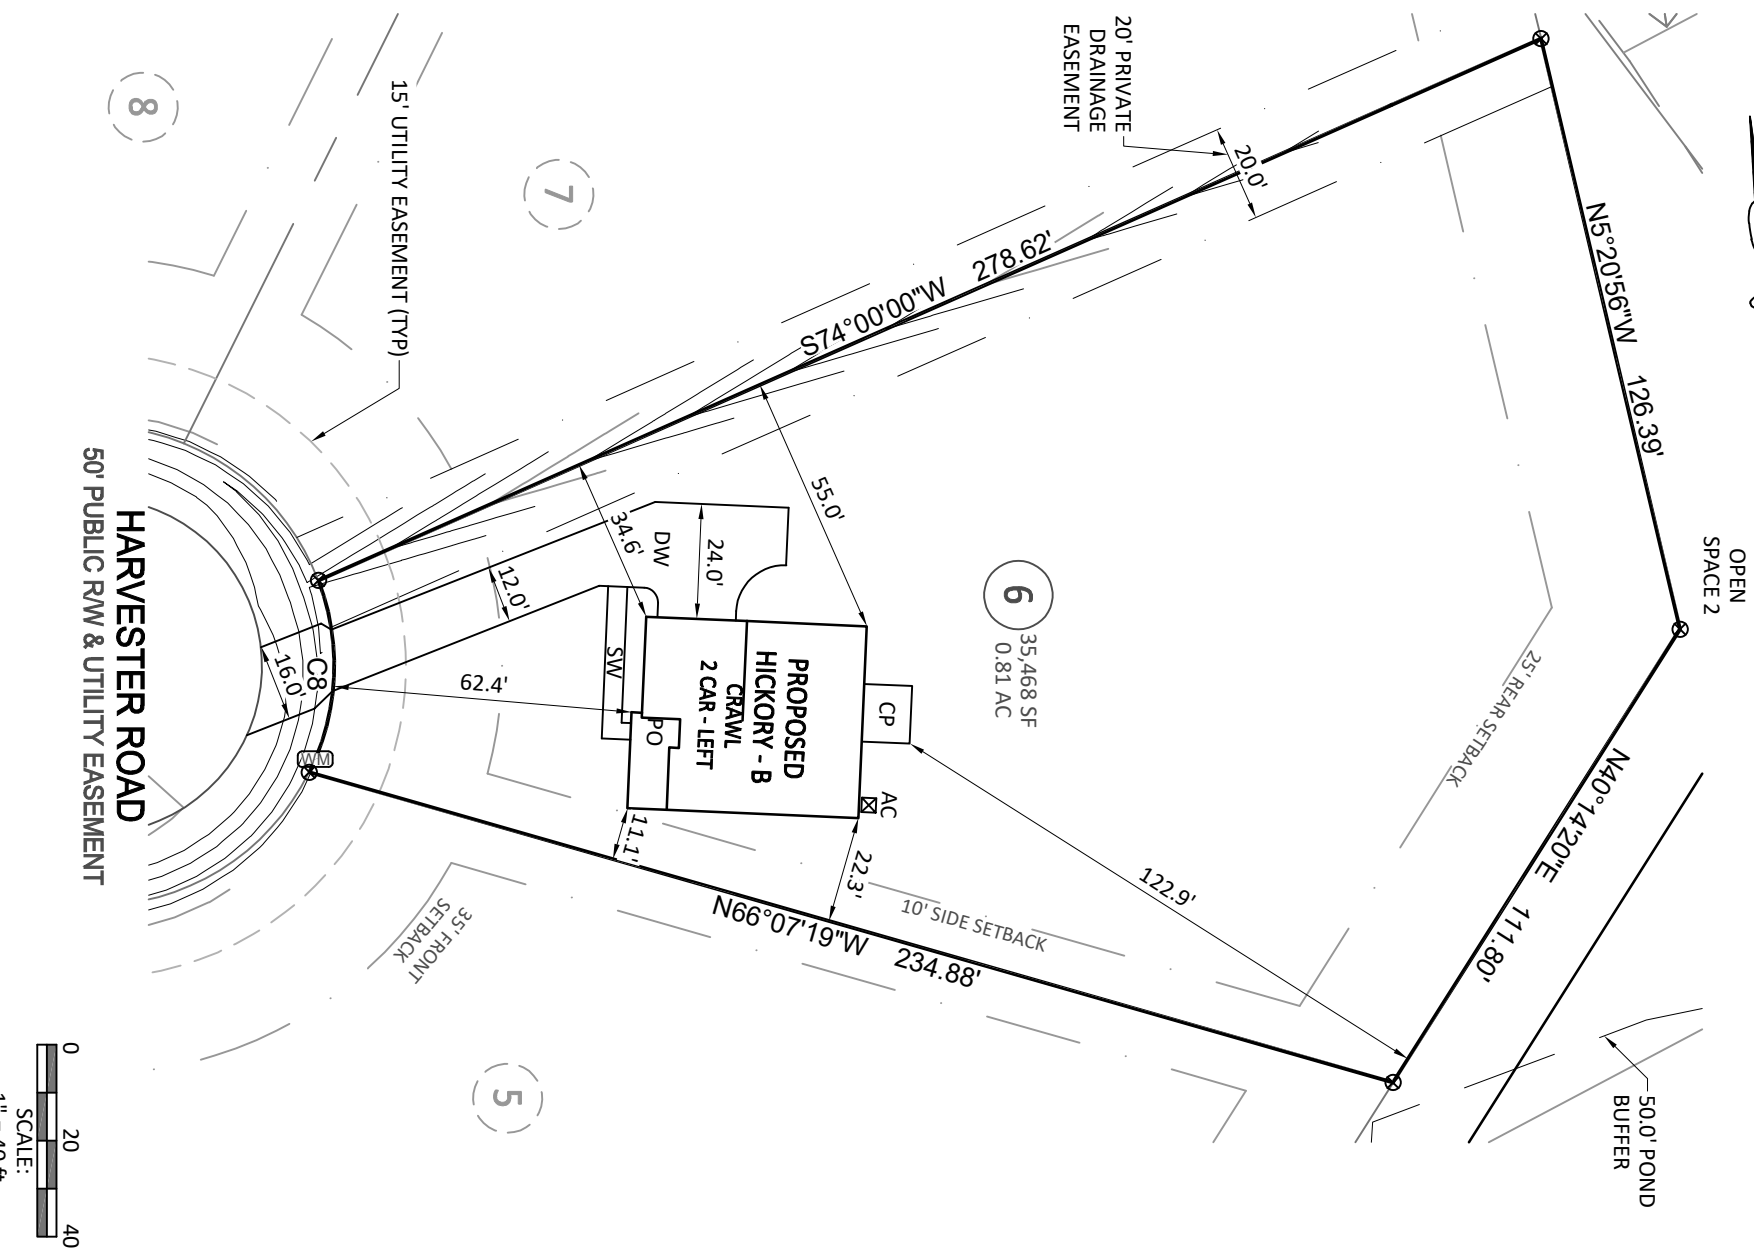 20' PRIVATE
DRAINAGE
EASEMENT
20.0'
N5°20'56"W 126.39'
OPEN
SPACE 2
8
7
15' UTILITY EASEMENT (TYP)
S74°00'00"W 278.62'
55.0'
34.6'
DW
24.0'
12.0'
6
35,468 SF
0.81 AC
25' REAR SETBACK
N40°14'20"E 111.80'
SW
62.4'
PROPOSED
HICKORY - B
CRAWL
2 CAR - LEFT
PO
CP
AC
C8
16.0'
WM
11.1'
22.3'
122.9'
10' SIDE SETBACK
N66°07'19"W 234.88'
HARVESTER ROAD
50' PUBLIC R/W & UTILITY EASEMENT
35' FRONT
SETBACK
5
50.0' POND
BUFFER
0 20 40
SCALE: